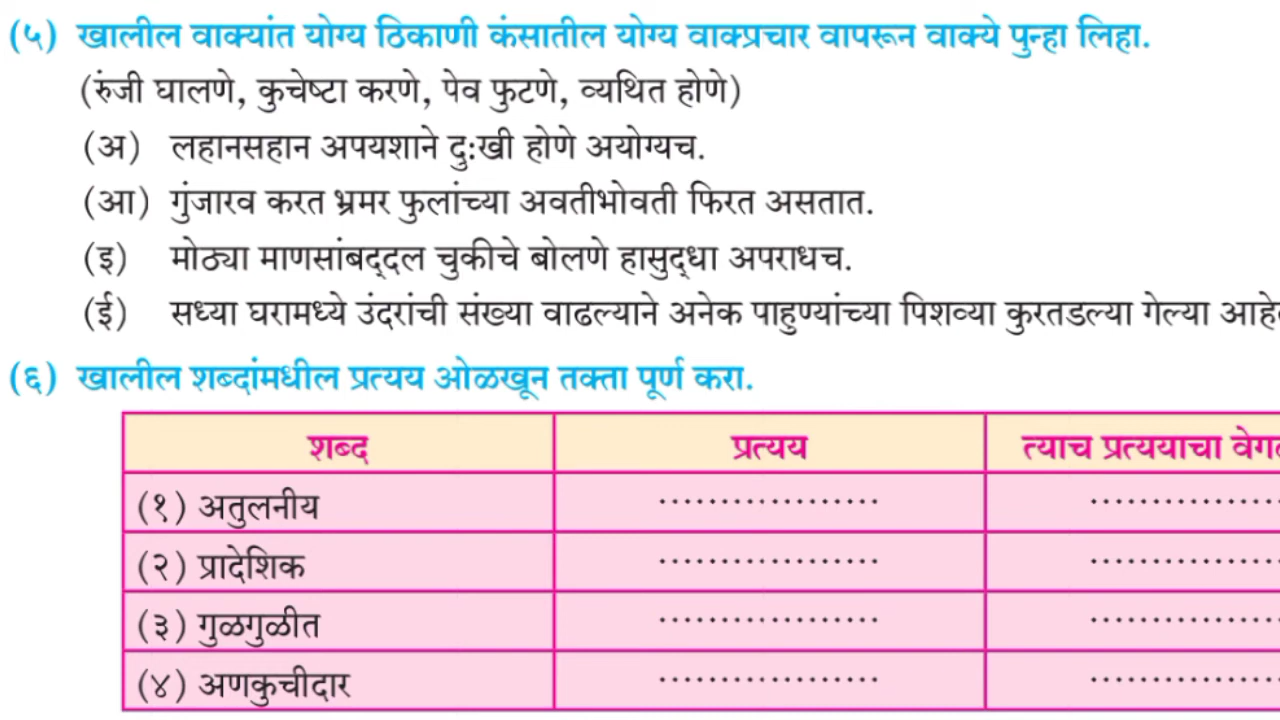 (५) खालील वाक्यांत योग्य ठिकाणी कंसातील योग्य वाक्प्रचार वापरून वाक्ये पुन्हा लिहा.
(रुंजी घालणे, कुचेष्टा करणे, पेव फुटणे, व्यथित होणे)
(अ) लहानसहान अपयशाने दुःखी होणे अयोग्यच.
(आ) गुंजारव करत भ्रमर फुलांच्या अवतीभोवती फिरत असतात.
(इ) मोठ्या माणसांबद्दल चुकीचे बोलणे हासुद्धा अपराधच.
(ई) सध्या घरामध्ये उंदरांची संख्या वाढल्याने अनेक पाहुण्यांच्या पिशव्या कुरतडल्या गेल्या
(६) खालील शब्दांमधील प्रत्यय ओळखून तक्ता पूर्ण करा.
शब्द प्रत्यय त्याच प्रत्ययाचा
(१) अतुलनीय .................. ..................
(२) प्रादेशिक .................. ..................
(३) गुळगुळीत .................. ..................
(४) अणकुचीदार .................. ..................